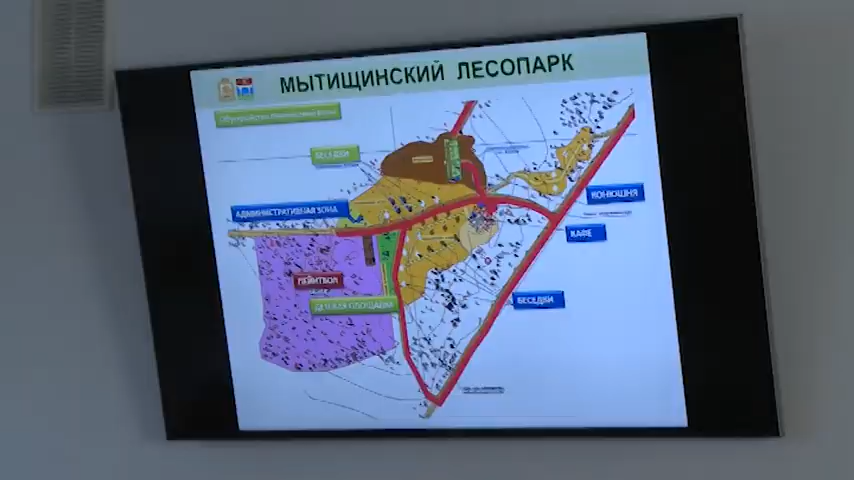 МЫТИЩИНСКИЙ ЛЕСОПАРК
БЕСЕДКИ
КОНЮШНЯ
АДМИНИСТРАТИВНАЯ ЗОНА
КАФЕ
ПЕЙНТБОЛ
БЕСЕДКИ
ДЕТСКАЯ ПЛОЩАДКА